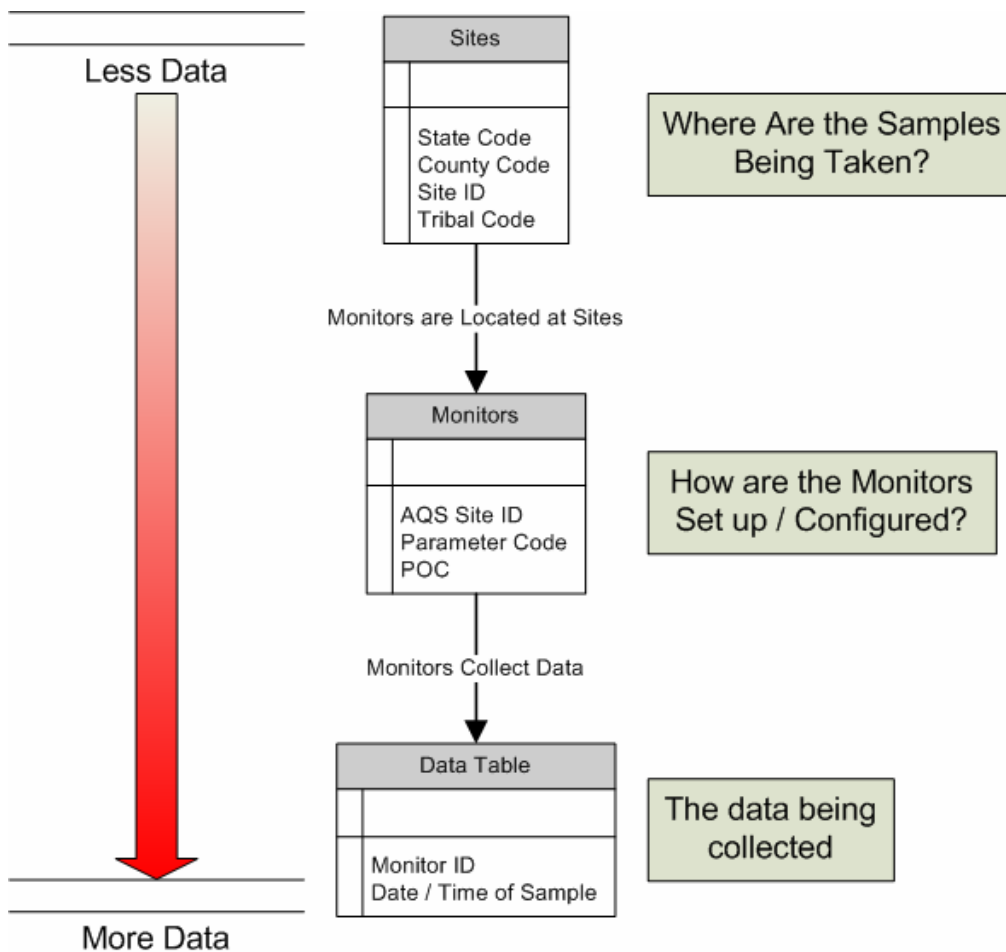 Less Data
More Data
Sites
State Code
County Code
Site ID
Tribal Code
Where Are the Samples
Being Taken?
Monitors are Located at Sites
Monitors
AQS Site ID
Parameter Code
POC
How are the Monitors
Set up / Configured?
Monitors Collect Data
Data Table
Monitor ID
Date / Time of Sample
The data being
collected